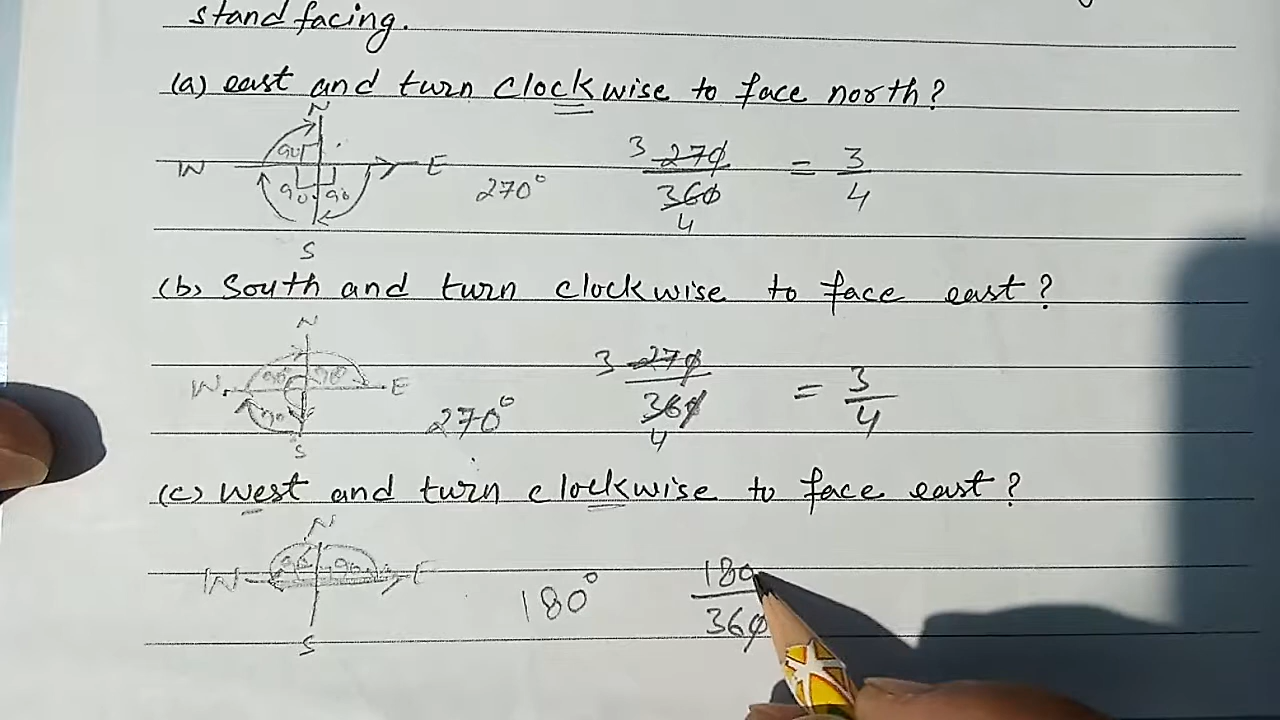 stand facing.
(a) east and turn clockwise to face north?
N
W E 270° 3 270/360 4 = 3/4
90
90 90
S
(b) South and turn clockwise to face east?
N
W E 270° 3 270/360 4 = 3/4
90 90
90
S
(c) West and turn clockwise to face east?
N
W E 180° 180/360
90 90
S